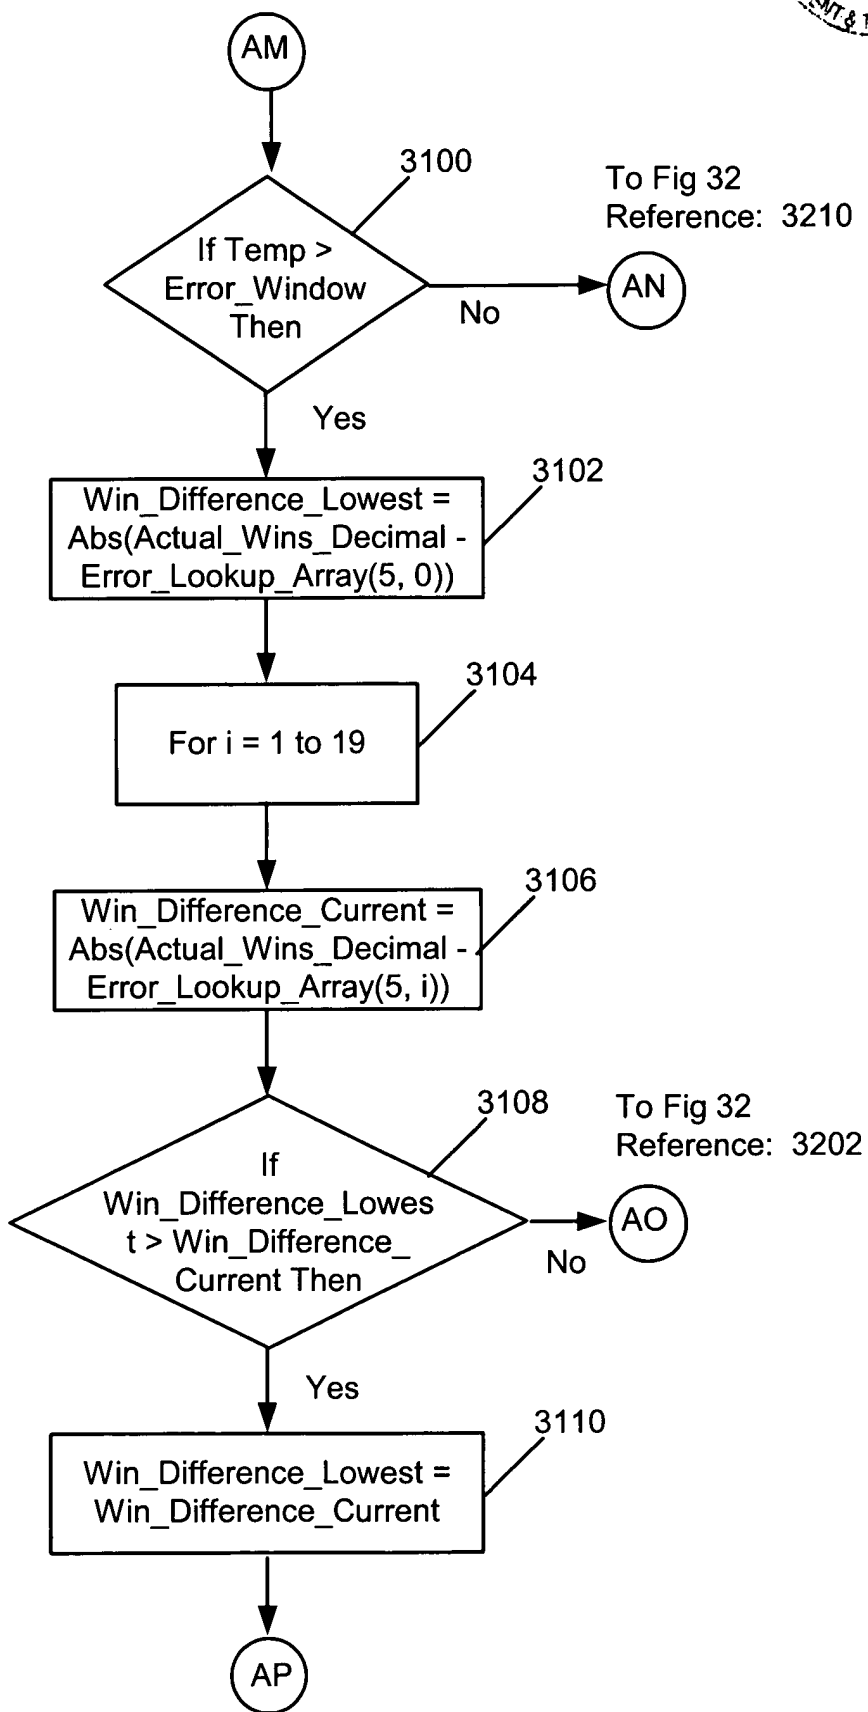 AM
3100
To Fig 32
Reference: 3210
If Temp >
Error_Window
Then
AN
No
Yes
3102
Win_Difference_Lowest =
Abs(Actual_Wins_Decimal -
Error_Lookup_Array(5, 0))
3104
For i = 1 to 19
3106
Win_Difference_Current =
Abs(Actual_Wins_Decimal -
Error_Lookup_Array(5, i))
3108
To Fig 32
Reference: 3202
If
Win_Difference_Lowes
t > Win_Difference_
Current Then
AO
No
Yes
3110
Win_Difference_Lowest =
Win_Difference_Current
AP